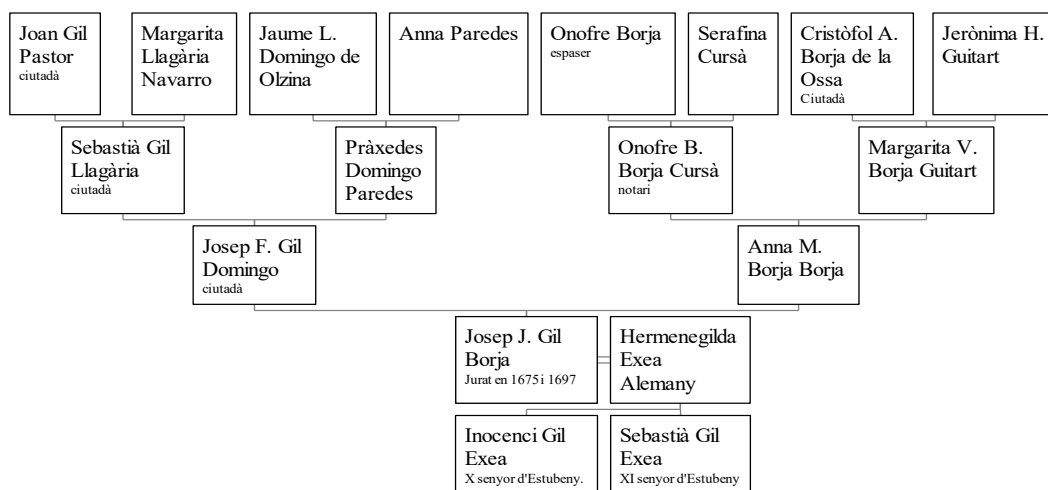 Joan Gil
Pastor
ciutadà
Margarita
Llagària
Navarro
Jaume L.
Domingo de
Olzina
Anna Paredes
Onofre Borja
espaser
Serafina
Cursà
Cristòfol A.
Borja de la
Ossa
Ciutadà
Jerònima H.
Guitart
Sebastià Gil
Llagària
ciutadà
Pràxedes
Domingo
Paredes
Onofre B.
Borja Cursà
notari
Margarita V.
Borja Guitart
Josep F. Gil
Domingo
ciutadà
Anna M.
Borja Borja
Josep J. Gil
Borja
Jurat en 1675 i 1697
Hermenegilda
Exea
Alemany
Inocenci Gil
Exea
X senyor d'Estubeny.
Sebastià Gil
Exea
XI senyor d'Estubeny